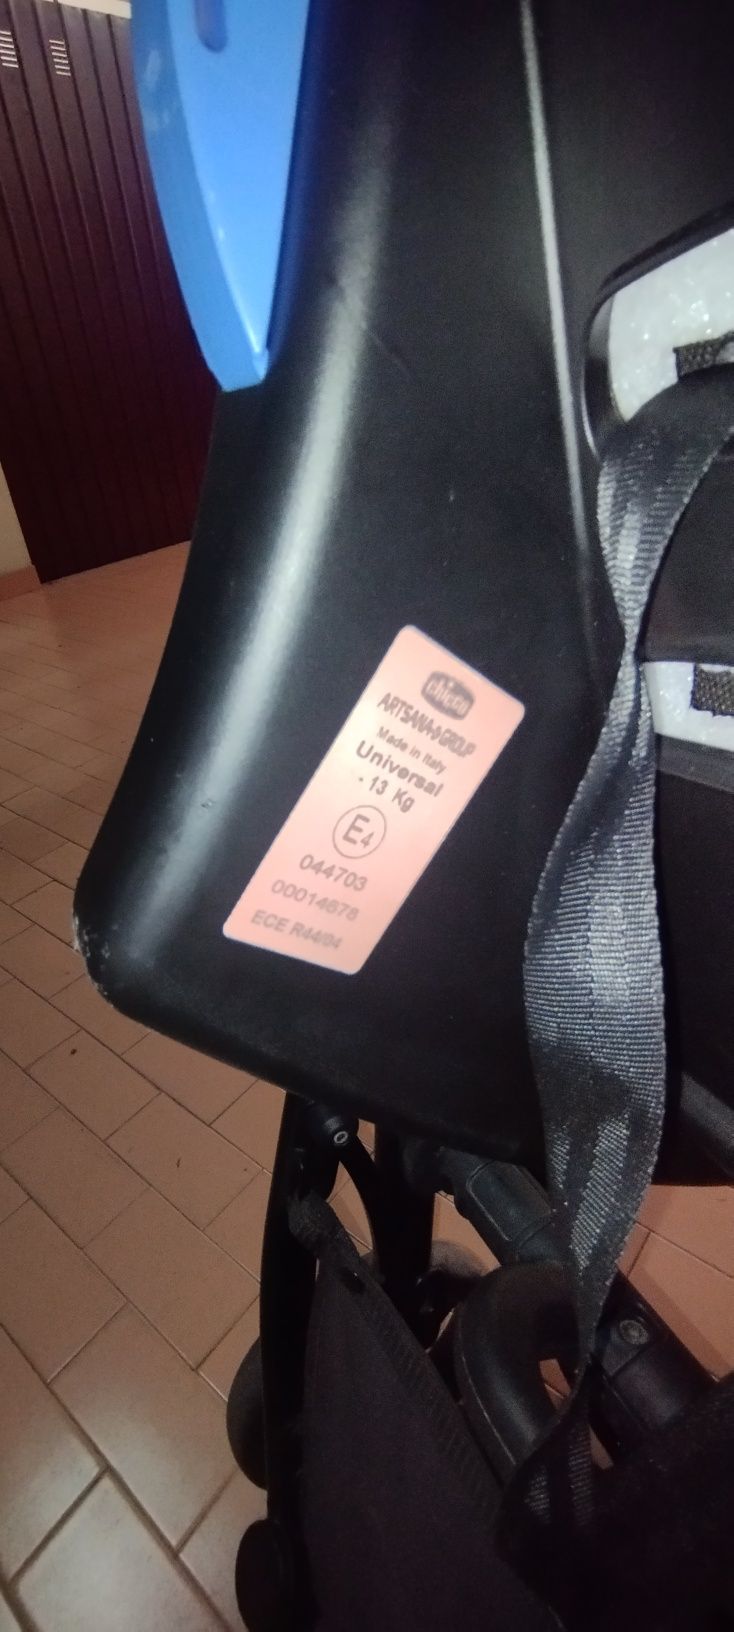 chicco
ARTSANA GROUP
Made in Italy
Universal
- 13 Kg
E4
044703
00014678
ECE R44/04